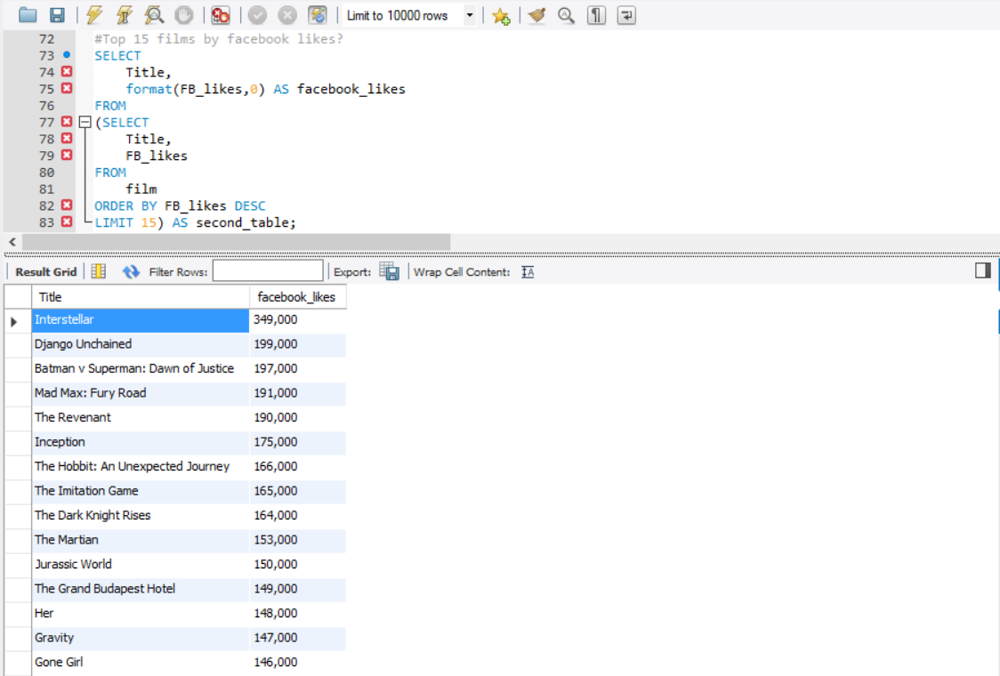 Limit to 10000 rows
72 #Top 15 films by facebook likes?
73 SELECT
74 Title,
75 format(FB_likes,0) AS facebook_likes
76 FROM
77 (SELECT
78 Title,
79 FB_likes
80 FROM
81 film
82 ORDER BY FB_likes DESC
83 LIMIT 15) AS second_table;
Result Grid Filter Rows: Export: Wrap Cell Content: IA
Title facebook_likes
Interstellar 349,000
Django Unchained 199,000
Batman v Superman: Dawn of Justice 197,000
Mad Max: Fury Road 191,000
The Revenant 190,000
Inception 175,000
The Hobbit: An Unexpected Journey 166,000
The Imitation Game 165,000
The Dark Knight Rises 164,000
The Martian 153,000
Jurassic World 150,000
The Grand Budapest Hotel 149,000
Her 148,000
Gravity 147,000
Gone Girl 146,000